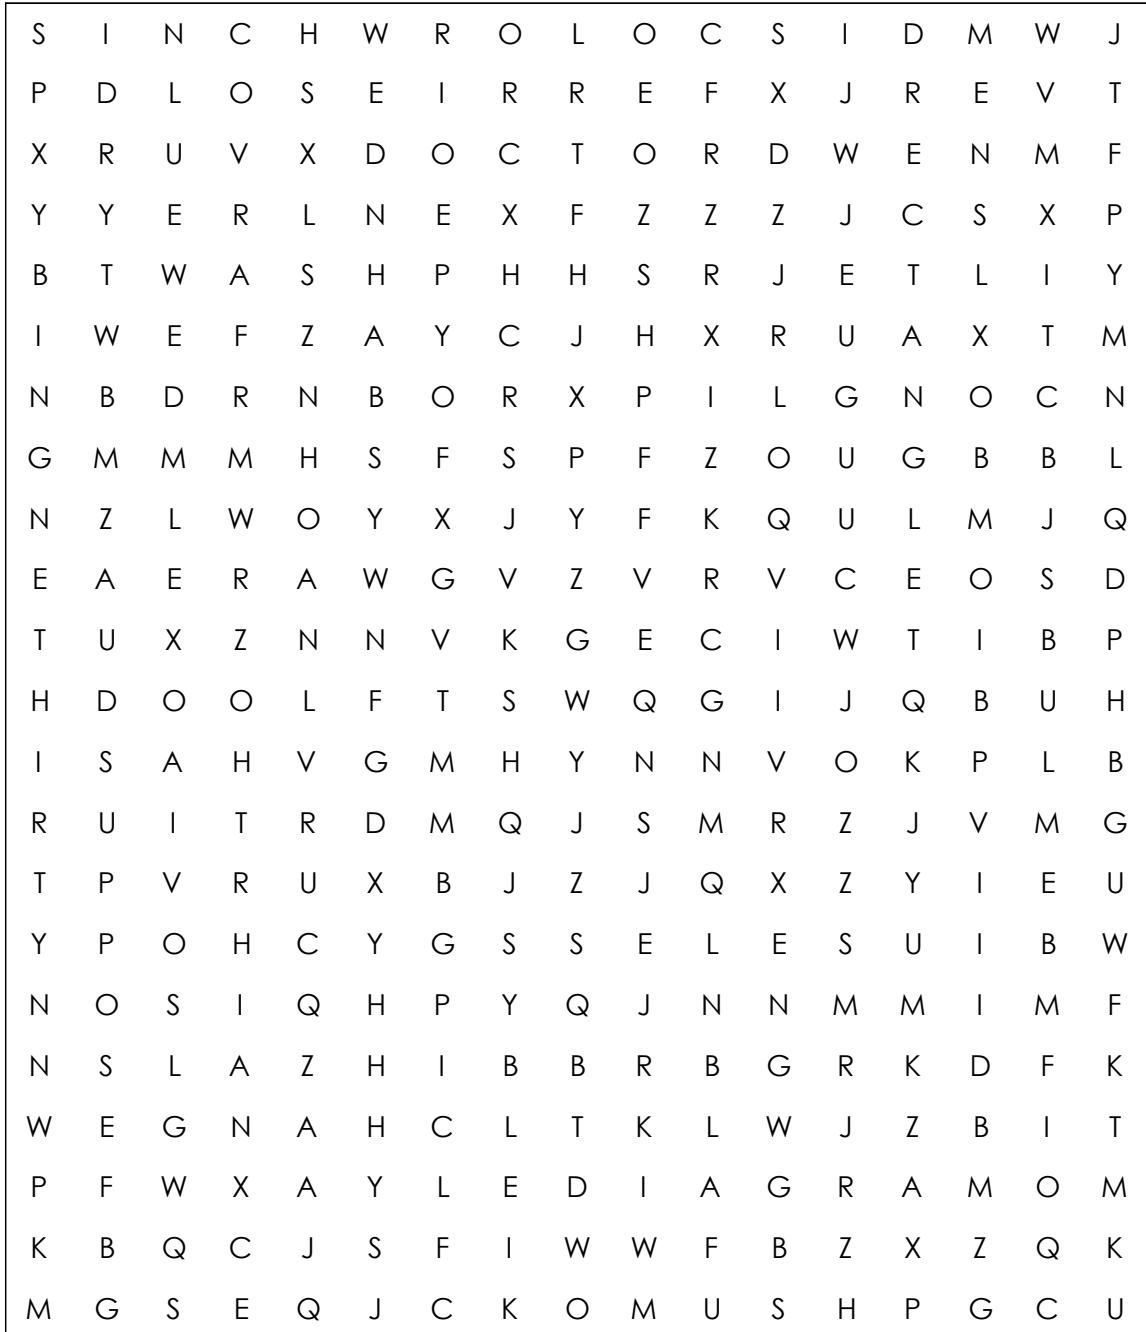 S I N C H W R O L O C S I D M W J
P D L O S E I R R E F X J R E V T
X R U V X D O C T O R D W E N M F
Y Y E R L N E X F Z Z Z J C S X P
B T W A S H P H H S R J E T L I Y
I W E F Z A Y C J H X R U A X T M
N B D R N B O R X P I L G N O C N
G M M M H S F S P F Z O U G B B L
N Z L W O Y X J Y F K Q U L M J Q
E A E R A W G V Z V R V C E O S D
T U X Z N N V K G E C I W T I B P
H D O O L F T S W Q G I J Q B U H
I S A H V G M H Y N N V O K P L B
R U I T R D M Q J S M R Z J V M G
T P V R U X B J Z J Q X Z Y I E U
Y P O H C Y G S S E L E S U I B W
N O S I Q H P Y Q J N N M M I M F
N S L A Z H I B B R B G R K D F K
W E G N A H C L T K L W J Z B I T
P F W X A Y L E D I A G R A M O M
K B Q C J S F I W W F B Z X Z Q K
M G S E Q J C K O M U S H P G C U